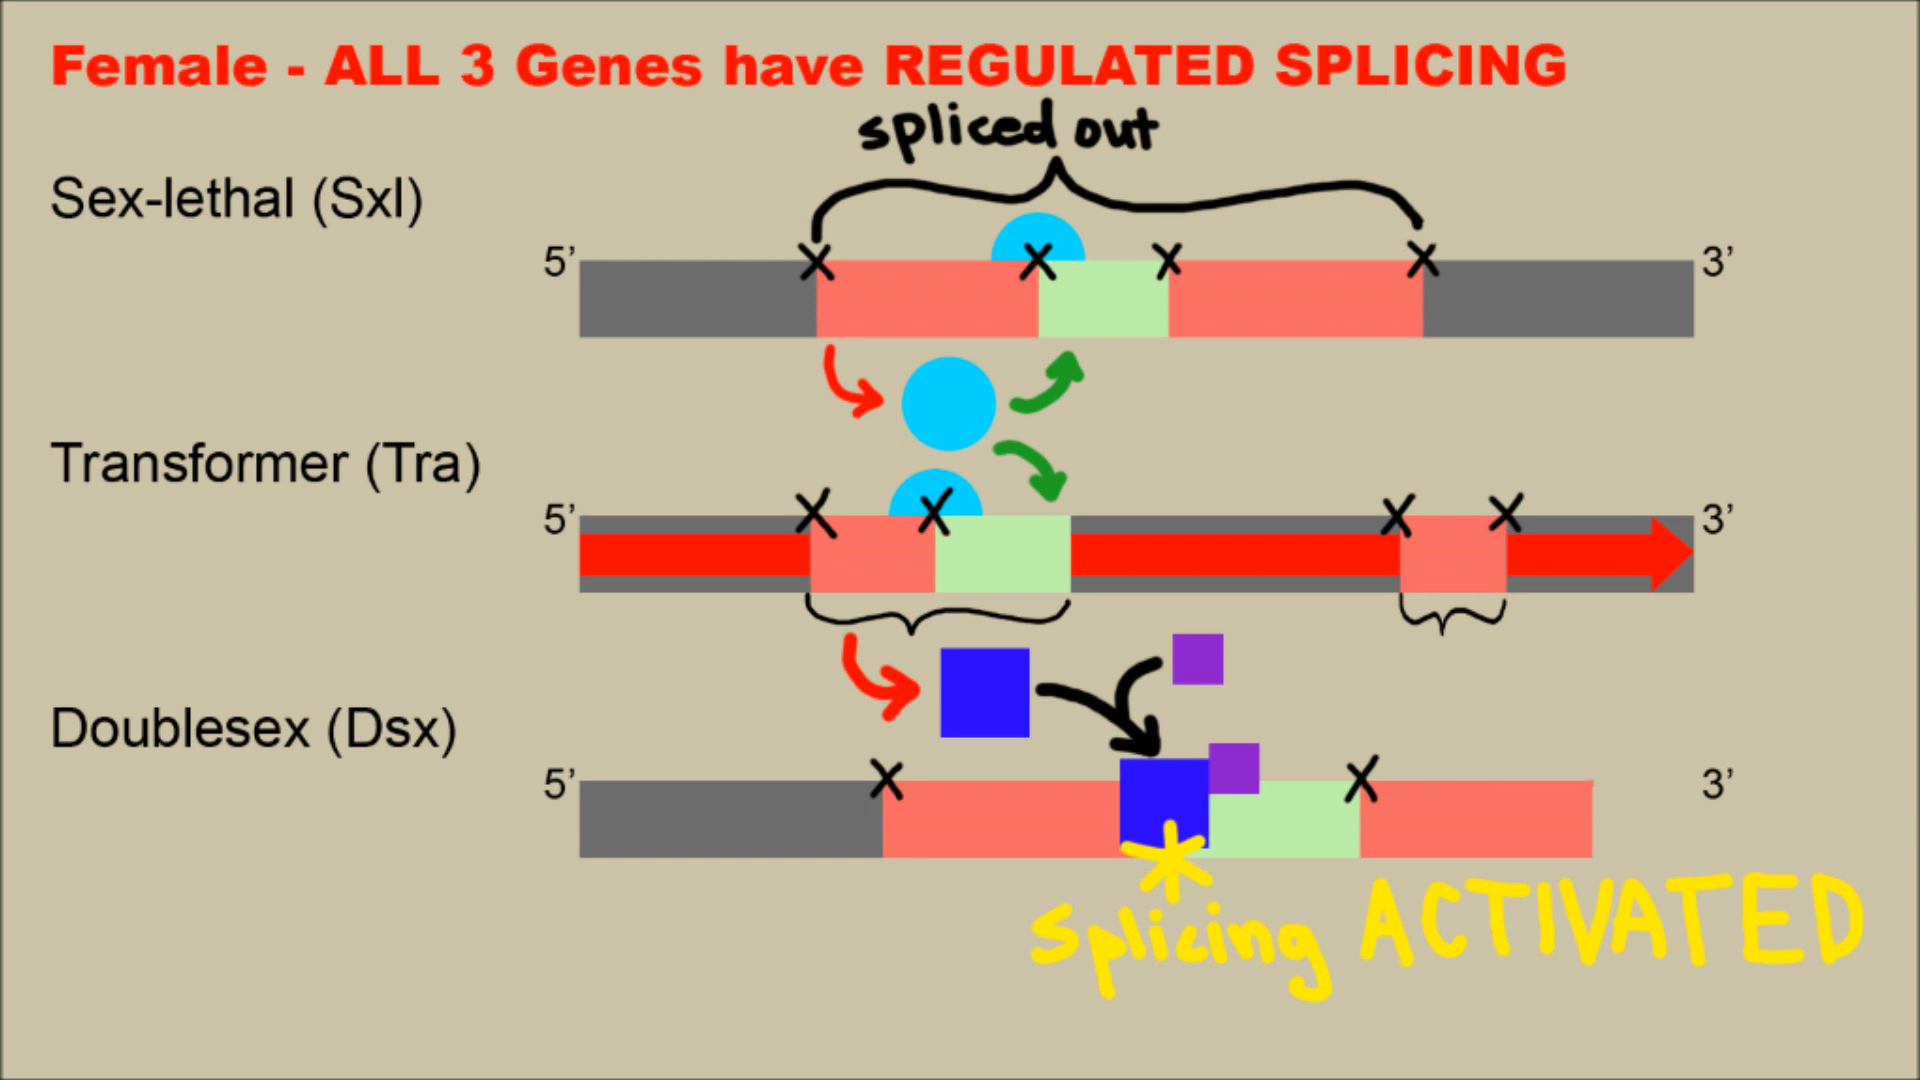 Female - ALL 3 Genes have REGULATED SPLICING
spliced out
Sex-lethal (Sxl)
5’ 3’
Transformer (Tra)
5’ 3’
Doublesex (Dsx)
5’ 3’
Splicing ACTIVATED